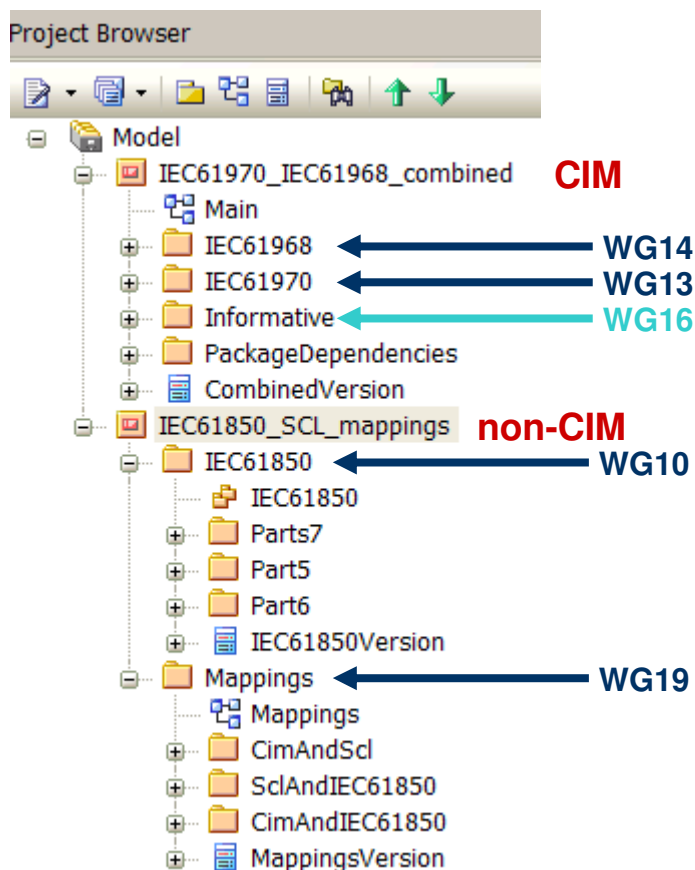 Project Browser
Model
IEC61970_IEC61968_combined CIM
Main
IEC61968 WG14
IEC61970 WG13
Informative WG16
PackageDependencies
CombinedVersion
IEC61850_SCL_mappings non-CIM
IEC61850 WG10
IEC61850
Parts7
Part5
Part6
IEC61850Version
Mappings WG19
Mappings
CimAndScl
SclAndIEC61850
CimAndIEC61850
MappingsVersion